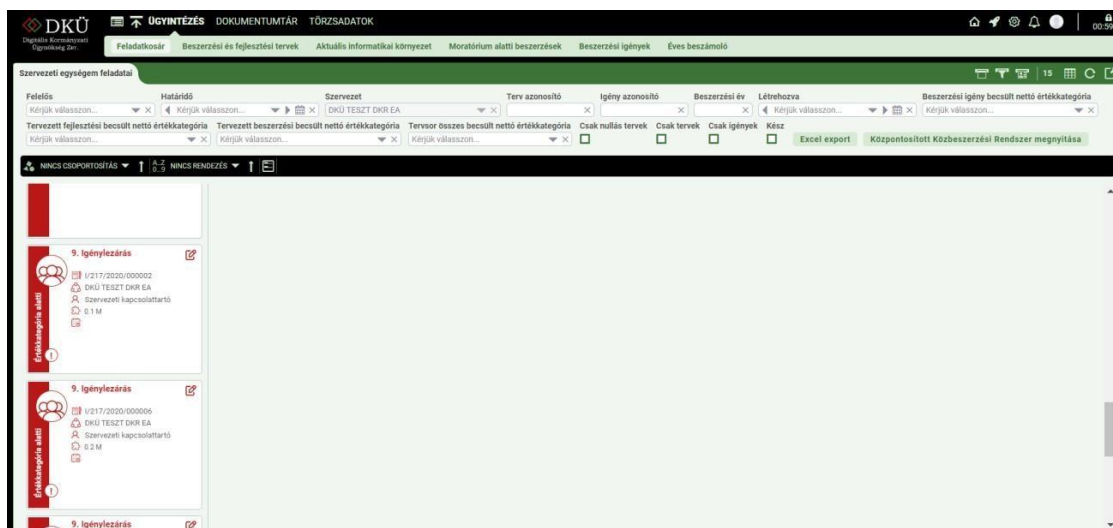 DKÜ
Digitális Kormányzati
Ügynökség Zrt.
ÜGYINTÉZÉS DOKUMENTUMTÁR TÖRZSADATOK
00:59
Feladatkosár Beszerzési és fejlesztési tervek Aktuális informatikai környezet Moratórium alatti beszerzések Beszerzési igények Éves beszámoló
Szervezeti egységem feladatai
15
Felelős Határidő Szervezet Terv azonosító Igény azonosító Beszerzési év Létrehozva Beszerzési igény becsült nettó értékkategória
Kérjük válasszon... Kérjük válasszon... DKÜ TESZT DKR EA Kérjük válasszon... Kérjük válasszon...
Tervezett fejlesztési becsült nettó értékkategória Tervezett beszerzési becsült nettó értékkategória Tervsor összes becsült nettó értékkategória Csak nullás tervek Csak tervek Csak igények Kész
Kérjük válasszon... Kérjük válasszon... Kérjük válasszon... Excel export Központosított Közbeszerzési Rendszer megnyitása
NINCS CSOPORTOSÍTÁS A..Z 0..9 NINCS RENDEZÉS
9. Igénylezárás
I/217/2020/000002
DKÜ TESZT DKR EA
Szervezeti kapcsolattartó
0.1 M
Értékkategória alatti
9. Igénylezárás
I/217/2020/000006
DKÜ TESZT DKR EA
Szervezeti kapcsolattartó
0.2 M
Értékkategória alatti
9. Igénylezárás